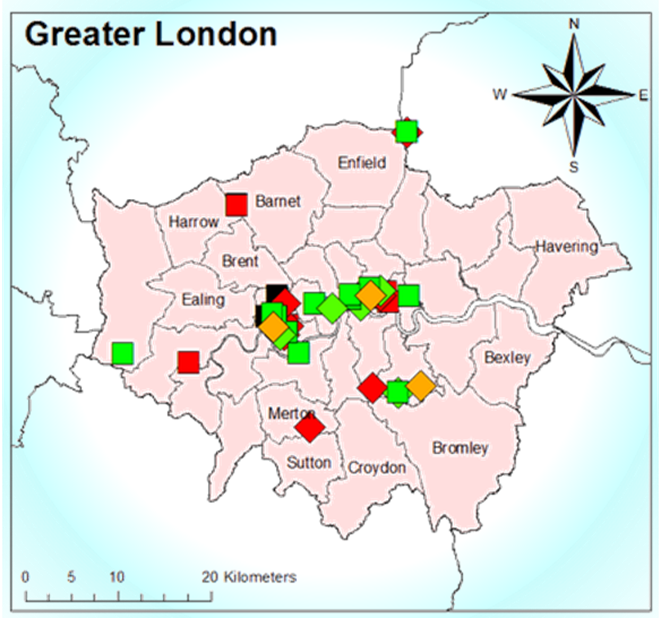 Greater London
N
W E
S
Enfield
Barnet
Harrow
Havering
Brent
Ealing
Bexley
Merton
Bromley
Sutton
Croydon
0 5 10 20 Kilometers